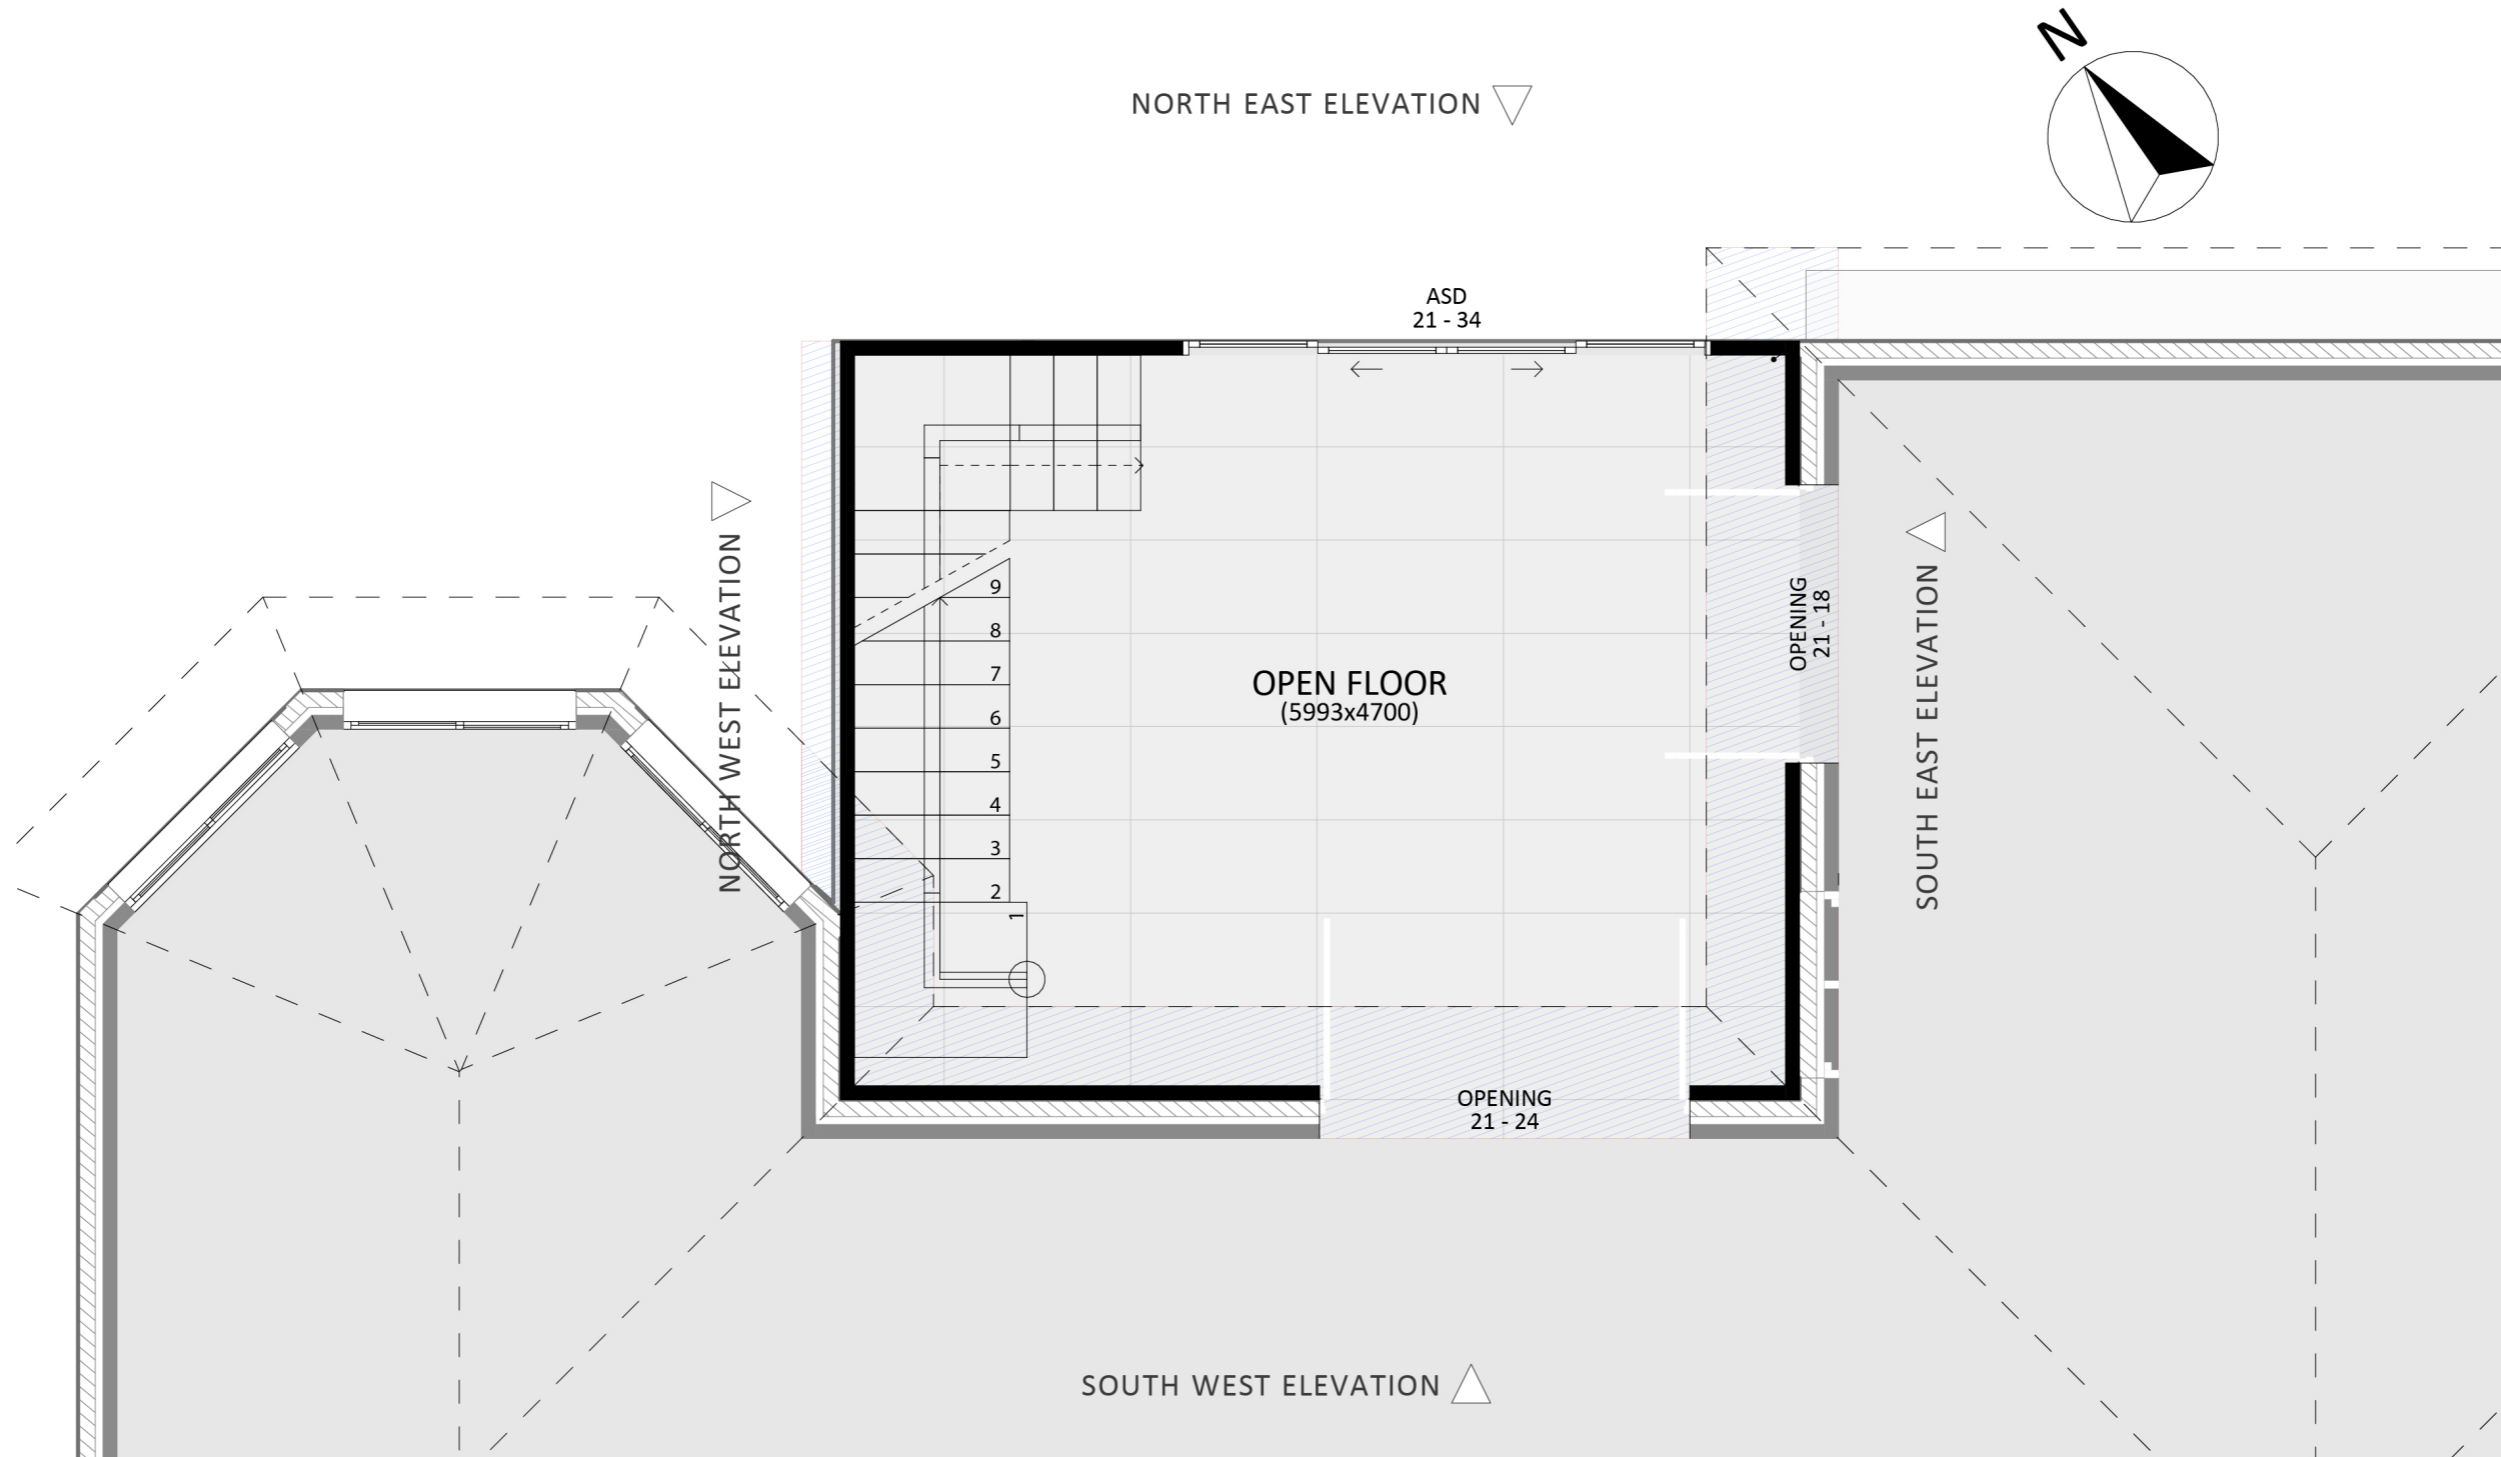 N
NORTH EAST ELEVATION
ASD
21 - 34
NORTH WEST ELEVATION
9
8
7
6
5
4
3
2
1
OPEN FLOOR
(5993x4700)
OPENING
21 - 18
SOUTH EAST ELEVATION
OPENING
21 - 24
SOUTH WEST ELEVATION